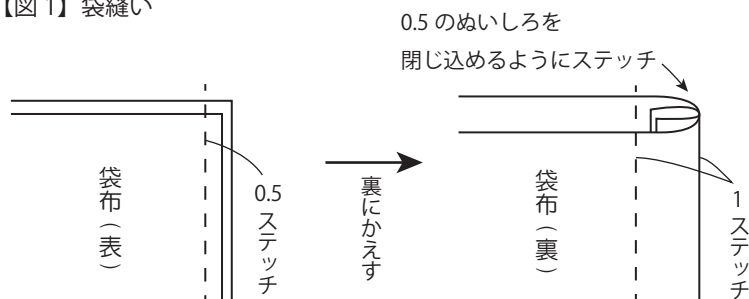 【図 1】袋縫い
0.5 のぬいしろを
閉じ込めるようにステッチ
袋布（表）
0.5
ステッチ
裏にかえす
袋布（裏）
1
ステッチ